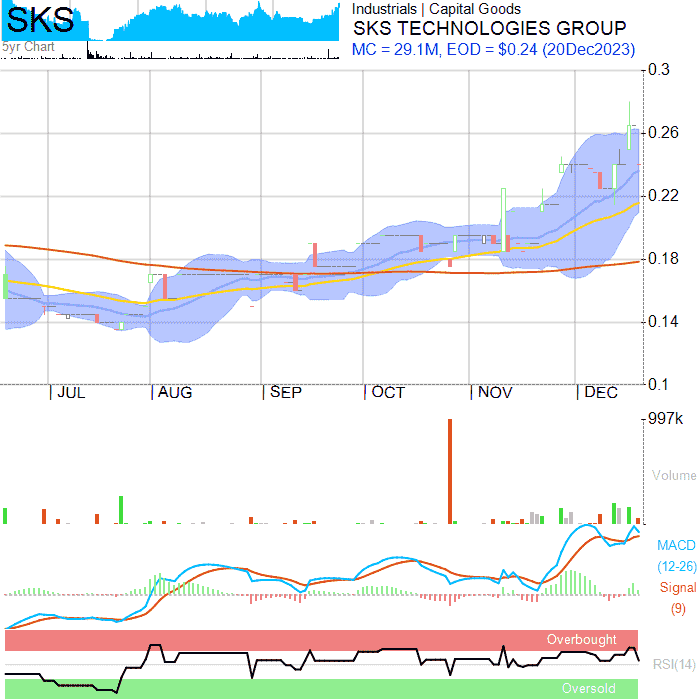 SKS
5yr Chart
Industrials | Capital Goods
SKS TECHNOLOGIES GROUP
MC = 29.1M, EOD = $0.24 (20Dec2023)
0.3
0.26
0.22
0.18
0.14
0.1
JUL AUG SEP OCT NOV DEC
997k
Volume
MACD
(12-26)
Signal
(9)
Overbought
RSI(14)
Oversold